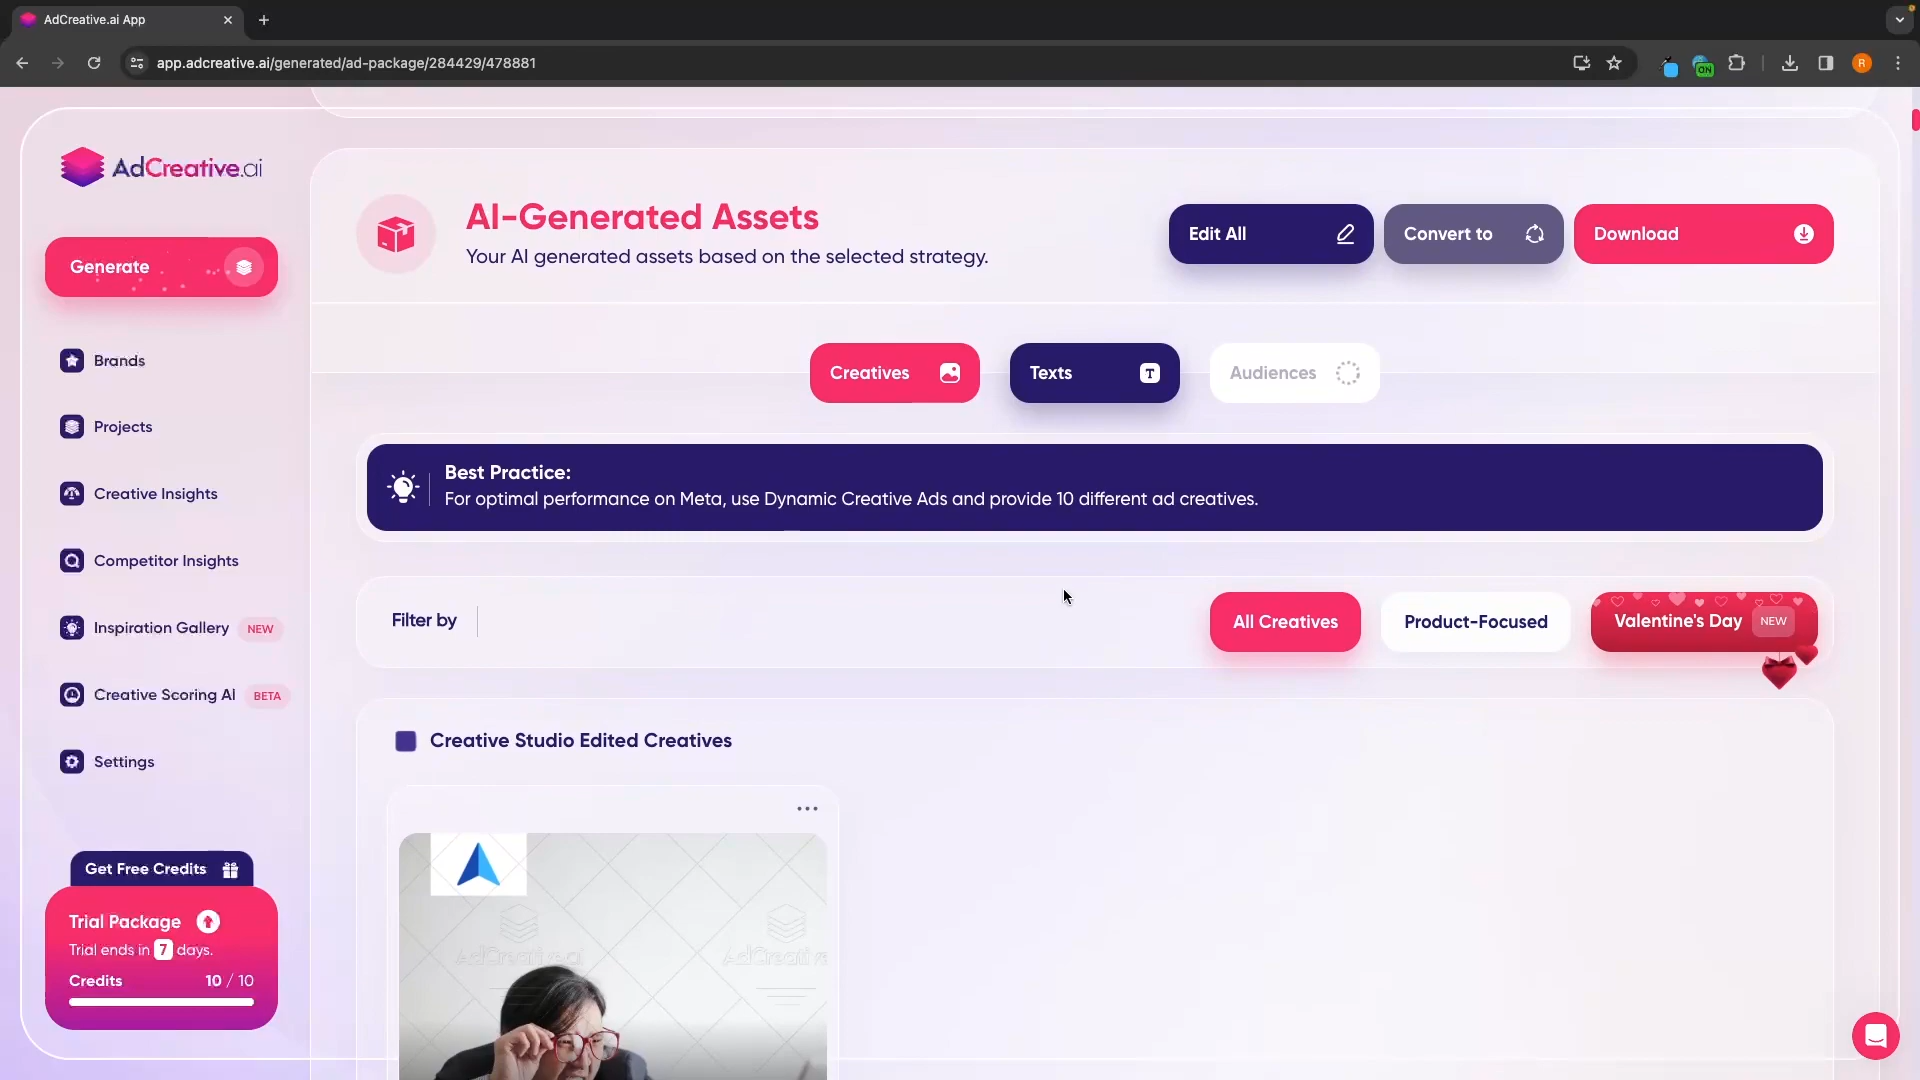 AdCreative.ai App
app.adcreative.ai/generated/ad-package/284429/478881
ON
R
AdCreative.ai
AI-Generated Assets
Your AI generated assets based on the selected strategy.
Edit All
Convert to
Download
Generate
Creatives
Texts
T
Audiences
Brands
Projects
Creative Insights
Competitor Insights
Inspiration Gallery NEW
Creative Scoring AI BETA
Settings
Best Practice:
For optimal performance on Meta, use Dynamic Creative Ads and provide 10 different ad creatives.
Filter by
All Creatives
Product-Focused
Valentine's Day NEW
Creative Studio Edited Creatives
AdCreative.ai
AdCreative
Get Free Credits
Trial Package
Trial ends in 7 days.
Credits 10 / 10